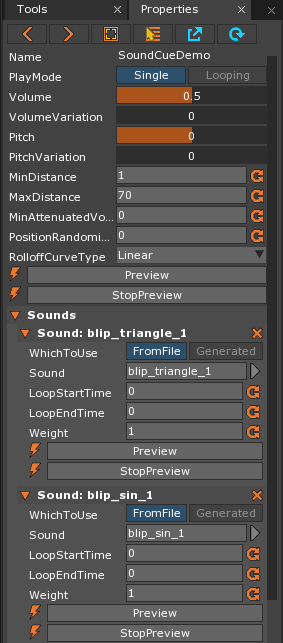 Tools Properties
Name SoundCueDemo
PlayMode Single Looping
Volume 0.5
VolumeVariation 0
Pitch 0
PitchVariation 0
MinDistance 1
MaxDistance 70
MinAttenuatedVo... 0
PositionRandomi... 0
RolloffCurveType Linear
Preview
StopPreview
Sounds
Sound: blip_triangle_1
WhichToUse FromFile Generated
Sound blip_triangle_1
LoopStartTime 0
LoopEndTime 0
Weight 1
Preview
StopPreview
Sound: blip_sin_1
WhichToUse FromFile Generated
Sound blip_sin_1
LoopStartTime 0
LoopEndTime 0
Weight 1
Preview
StopPreview